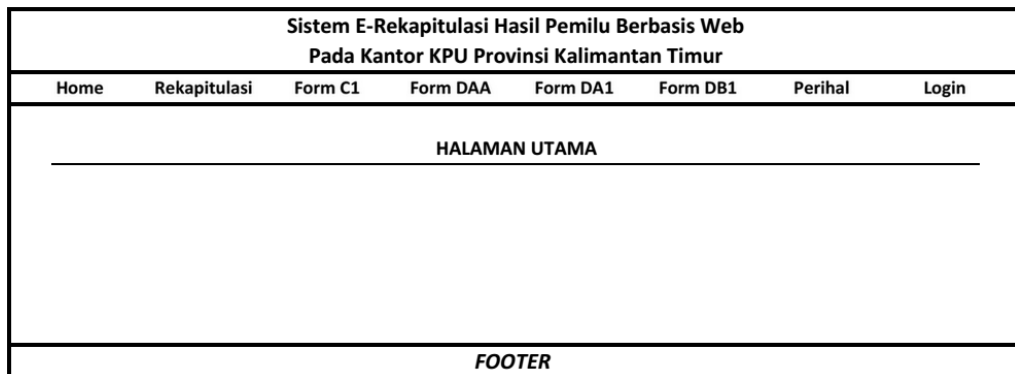 Sistem E-Rekapitulasi Hasil Pemilu Berbasis Web
Pada Kantor KPU Provinsi Kalimantan Timur
Home Rekapitulasi Form C1 Form DAA Form DA1 Form DB1 Perihal Login
HALAMAN UTAMA
FOOTER